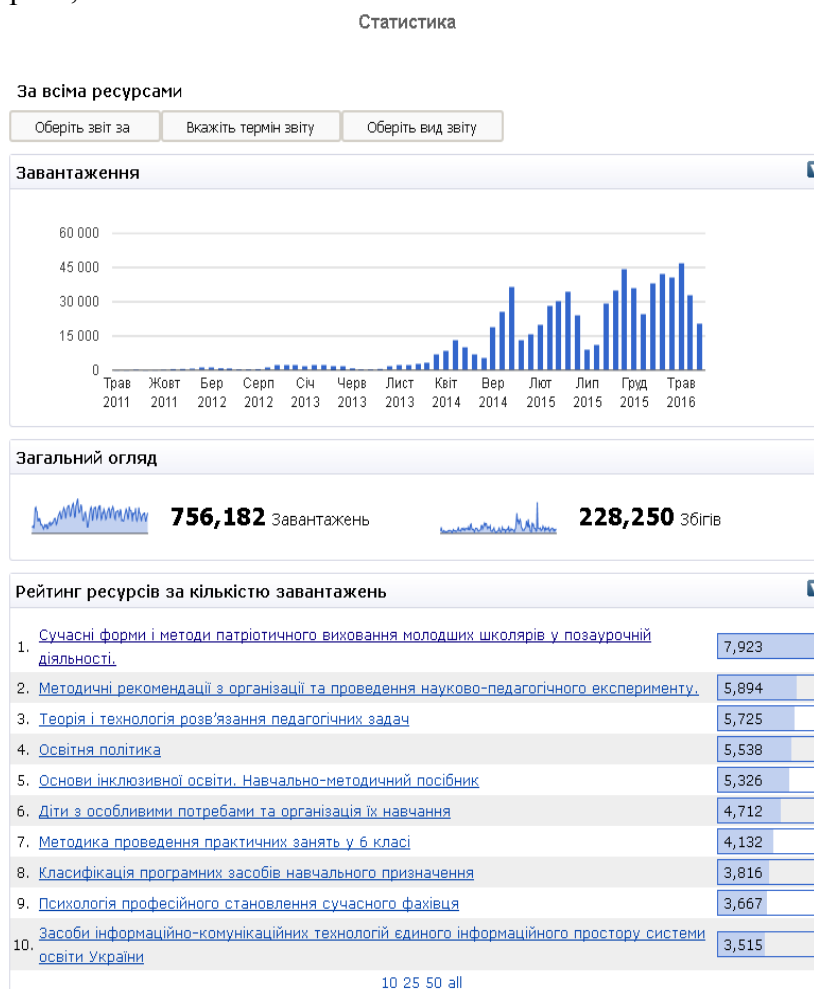 Статистика
За всіма ресурсами
Оберіть звіт за Вкажіть термін звіту Оберіть вид звіту
Завантаження
60 000
45 000
30 000
15 000
0
Трав Жовт Бер Серп Січ Черв Лист Квіт Вер Лют Лип Груд Трав
2011 2011 2012 2012 2013 2013 2013 2014 2014 2015 2015 2015 2016
Загальний огляд
756,182 Завантажень 228,250 Збігів
Рейтинг ресурсів за кількістю завантажень
1. Сучасні форми і методи патріотичного виховання молодших школярів у позаурочній
діяльності. 7,923
2. Методичні рекомендації з організації та проведення науково-педагогічного експерименту. 5,894
3. Теорія і технологія розв'язання педагогічних задач 5,725
4. Освітня політика 5,538
5. Основи інклюзивної освіти. Навчально-методичний посібник 5,326
6. Діти з особливими потребами та організація їх навчання 4,712
7. Методика проведення практичних занять у 6 класі 4,132
8. Класифікація програмних засобів навчального призначення 3,816
9. Психологія професійного становлення сучасного фахівця 3,667
10. Засоби інформаційно-комунікаційних технологій єдиного інформаційного простору системи
освіти України 3,515
10 25 50 all